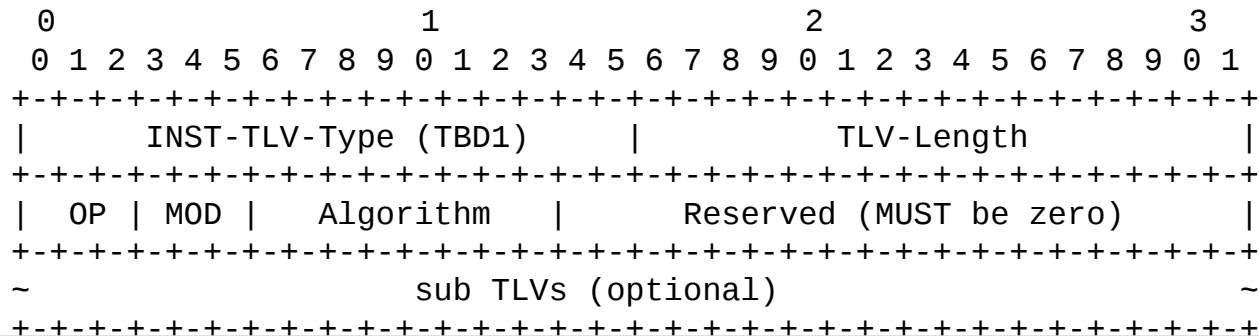 0                   1                   2                   3
 0 1 2 3 4 5 6 7 8 9 0 1 2 3 4 5 6 7 8 9 0 1 2 3 4 5 6 7 8 9 0 1
+-+-+-+-+-+-+-+-+-+-+-+-+-+-+-+-+-+-+-+-+-+-+-+-+-+-+-+-+-+-+-+-+
|      INST-TLV-Type (TBD1)     |          TLV-Length           |
+-+-+-+-+-+-+-+-+-+-+-+-+-+-+-+-+-+-+-+-+-+-+-+-+-+-+-+-+-+-+-+-+
|  OP | MOD |   Algorithm   |      Reserved (MUST be zero)      |
+-+-+-+-+-+-+-+-+-+-+-+-+-+-+-+-+-+-+-+-+-+-+-+-+-+-+-+-+-+-+-+-+
~                    sub TLVs (optional)                        ~
+-+-+-+-+-+-+-+-+-+-+-+-+-+-+-+-+-+-+-+-+-+-+-+-+-+-+-+-+-+-+-+-+